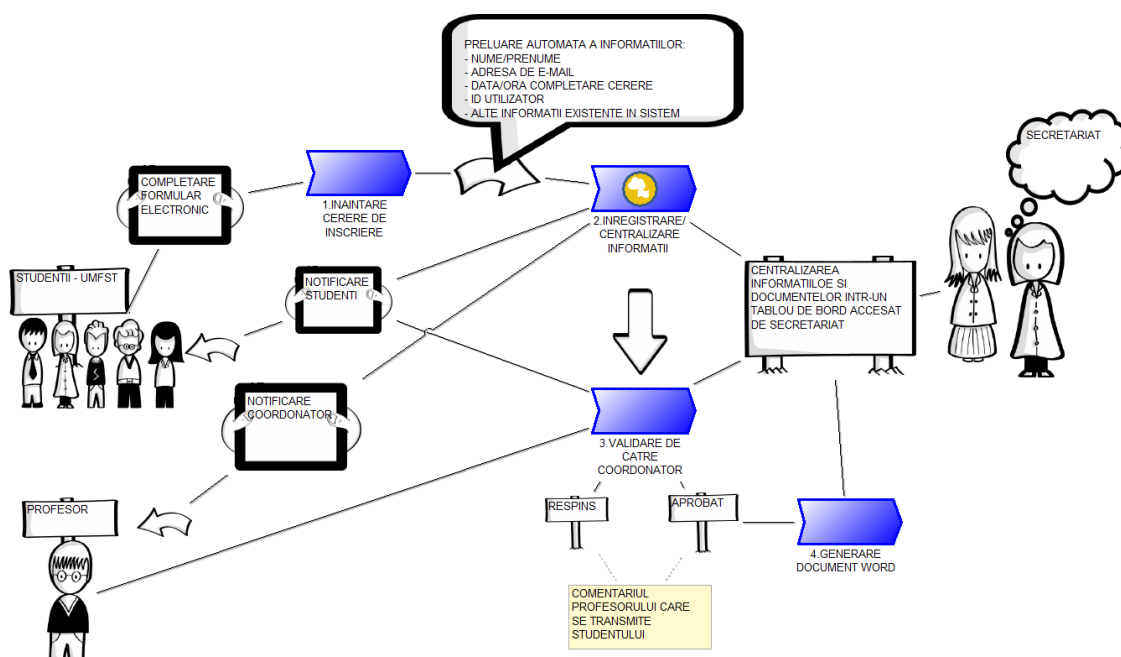 PRELUARE AUTOMATA A INFORMATIILOR:
- NUME/PRENUME
- ADRESA DE E-MAIL
- DATA/ORA COMPLETARE CERERE
- ID UTILIZATOR
- ALTE INFORMATII EXISTENTE IN SISTEM
SECRETARIAT
COMPLETARE
FORMULAR
ELECTRONIC
1.INAINTARE
CERERE DE
INSCRIERE
2.INREGISTRARE/
CENTRALIZARE
INFORMATII
STUDENTII - UMFST
NOTIFICARE
STUDENTI
CENTRALIZAREA
INFORMATIILOE SI
DOCUMENTELOR INTR-UN
TABLOU DE BORD ACCESAT
DE SECRETARIAT
NOTIFICARE
COORDONATOR
3.VALIDARE DE
CATRE
COORDONATOR
PROFESOR
RESPINS
APROBAT
4.GENERARE
DOCUMENT WORD
COMENTARIUL
PROFESORULUI CARE
SE TRANSMITE
STUDENTULUI